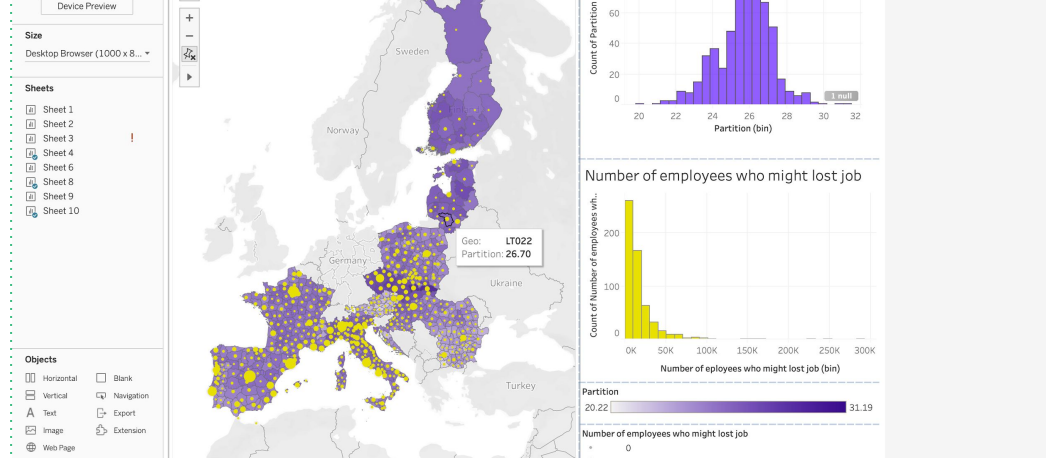 Device Preview
Size
Desktop Browser (1000 x 8...
Sheets
Sheet 1
Sheet 2
Sheet 3 !
Sheet 4
Sheet 6
Sheet 8
Sheet 9
Sheet 10
Objects
Horizontal Blank
Vertical Navigation
A Text Export
Image Extension
Web Page
+
−
Sweden
Norway
Germany
Ukraine
Turkey
Geo: LT022
Partition: 26.70
Count of Partition
60
40
20
0
1 null
20 22 24 26 28 30 32
Partition (bin)
Number of employees who might lost job
Count of Number of employees wh..
200
100
0
0K 50K 100K 150K 200K 250K 300K
Number of eployees who might lost job (bin)
Partition
20.22 31.19
Number of employees who might lost job
0